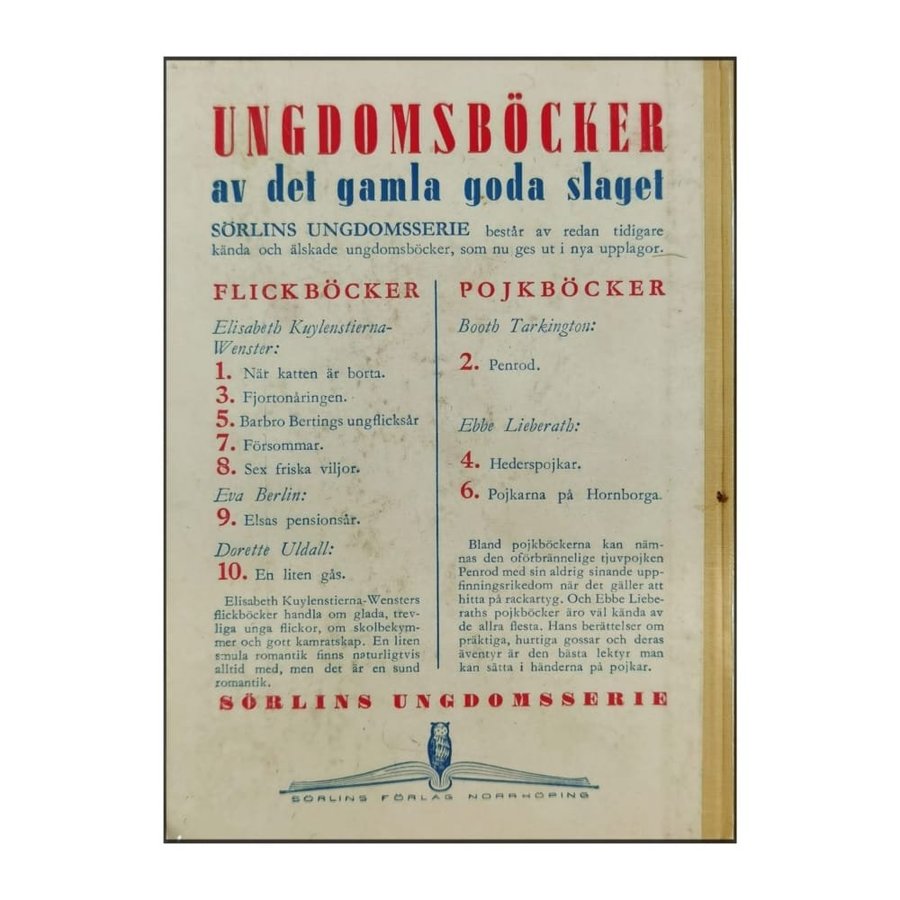 UNGDOMSBÖCKER
av det gamla goda slaget
SÖRLINS UNGDOMSSERIE består av redan tidigare
kända och älskade ungdomsböcker, som nu ges ut i nya upplagor.
FLICKBÖCKER
Elisabeth Kuylenstierna-
Wenster:
1. När katten är borta.
3. Fjortonåringen.
5. Barbro Bertings ungflicksår
7. Försommar.
8. Sex friska viljor.
Eva Berlin:
9. Elsas pensionsår.
Dorette Uldall:
10. En liten gås.
Elisabeth Kuylenstierna-Wensters
flickböcker handla om glada, trev-
liga unga flickor, om skolbekym-
mer och gott kamratskap. En liten
smula romantik finns naturligtvis
alltid med, men det är en sund
romantik.
POJKBÖCKER
Booth Tarkington:
2. Penrod.
Ebbe Lieberath:
4. Hederspojkar.
6. Pojkarna på Hornborga.
Bland pojkböckerna kan näm-
nas den oförbrännelige tjuvpojken
Penrod med sin aldrig sinande upp-
finningsrikedom när det gäller att
hitta på rackartyg. Och Ebbe Liebe-
raths pojkböcker äro väl kända av
de allra flesta. Hans berättelser om
präktiga, hurtiga gossar och deras
äventyr är den bästa lektyr man
kan sätta i händerna på pojkar.
SÖRLINS UNGDOMSSERIE
SÖRLINS FÖRLAG NORRKÖPING